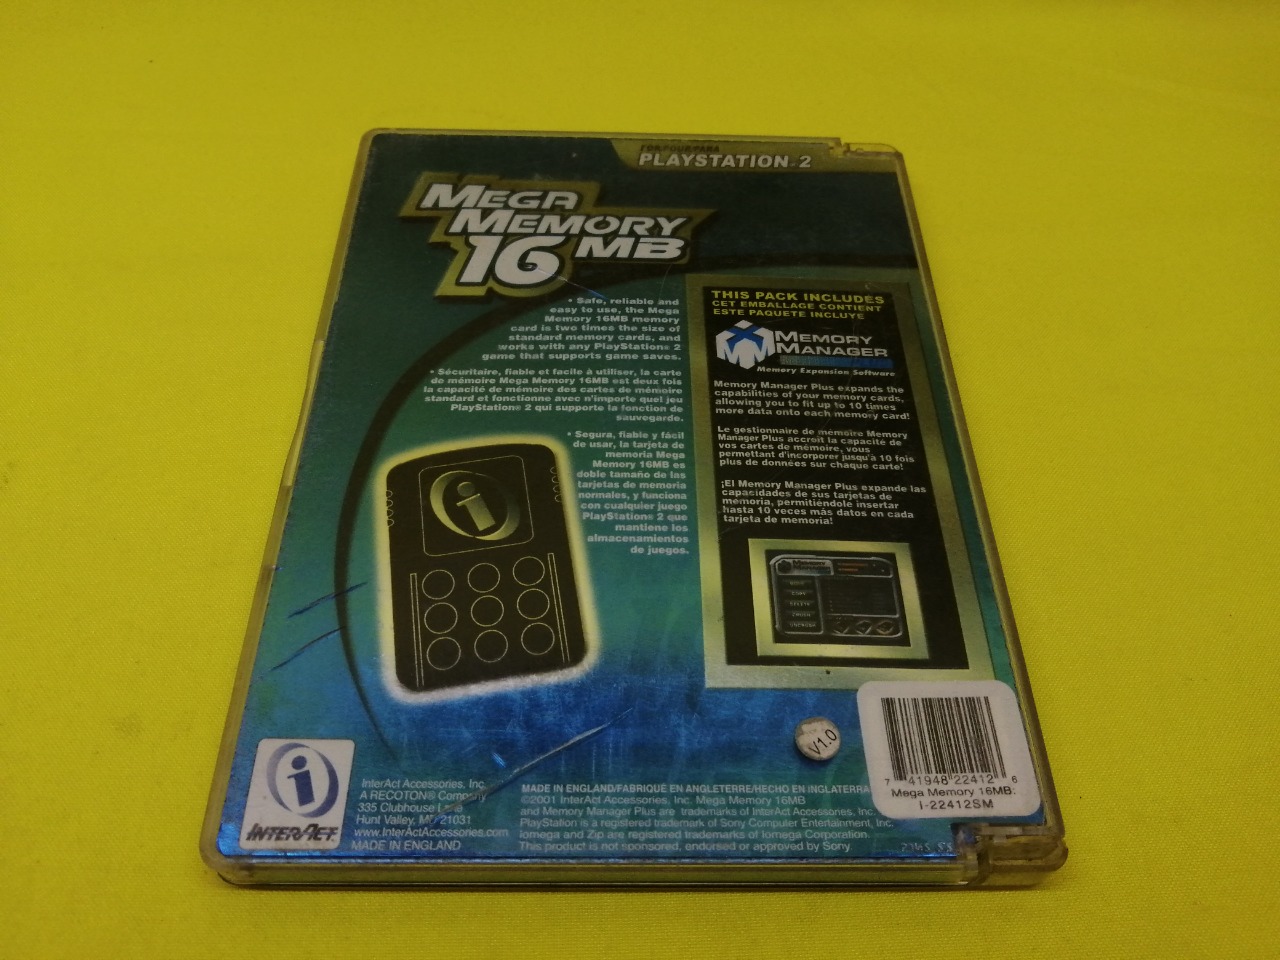 FOR/POUR/PARA
PLAYSTATION® 2
MEGA
MEMORY
16 MB
• Safe, reliable and
easy to use, the Mega
Memory 16MB memory
card is two times the size of
standard memory cards, and
works with any PlayStation® 2
game that supports game saves.
• Sécuritaire, fiable et facile à utiliser, la carte
de mémoire Mega Memory 16MB est deux fois
la capacité de mémoire des cartes de mémoire
standard et fonctionne avec n'importe quel jeu
PlayStation® 2 qui supporte la fonction de
sauvegarde.
• Segura, fiable y fácil
de usar, la tarjeta de
memoria Mega
Memory 16MB es
doble tamaño de las
tarjetas de memoria
normales, y funciona
con cualquier juego
PlayStation® 2 que
mantiene los
almacenamientos
de juegos.
THIS PACK INCLUDES
CET EMBALLAGE CONTIENT
ESTE PAQUETE INCLUYE
MEMORY
MANAGER
Memory Expansion Software
Memory Manager Plus expands the
capabilities of your memory cards,
allowing you to fit up to 10 times
more data onto each memory card!
Le gestionnaire de mémoire Memory
Manager Plus accroît la capacité de
vos cartes de mémoire, vous
permettant d'incorporer jusqu'à 10 fois
plus de données sur chaque carte!
¡El Memory Manager Plus expande las
capacidades de sus tarjetas de
memoria, permitiéndole insertar
hasta 10 veces más datos en cada
tarjeta de memoria!
Memory
COPY
DELETE
V1.0
7 41948 22412 6
Mega Memory 16MB:
I-22412SM
INTERACT
InterAct Accessories, Inc.
A RECOTON® Company
335 Clubhouse Lane
Hunt Valley, MD 21031
www.InterActAccessories.com
MADE IN ENGLAND
MADE IN ENGLAND/FABRIQUÉ EN ANGLETERRE/HECHO EN INGLATERRA
©2001 InterAct Accessories, Inc. Mega Memory 16MB
and Memory Manager Plus are trademarks of InterAct Accessories, Inc.
PlayStation is a registered trademark of Sony Computer Entertainment, Inc.
Iomega and Zip are registered trademarks of Iomega Corporation.
This product is not sponsored, endorsed or approved by Sony.